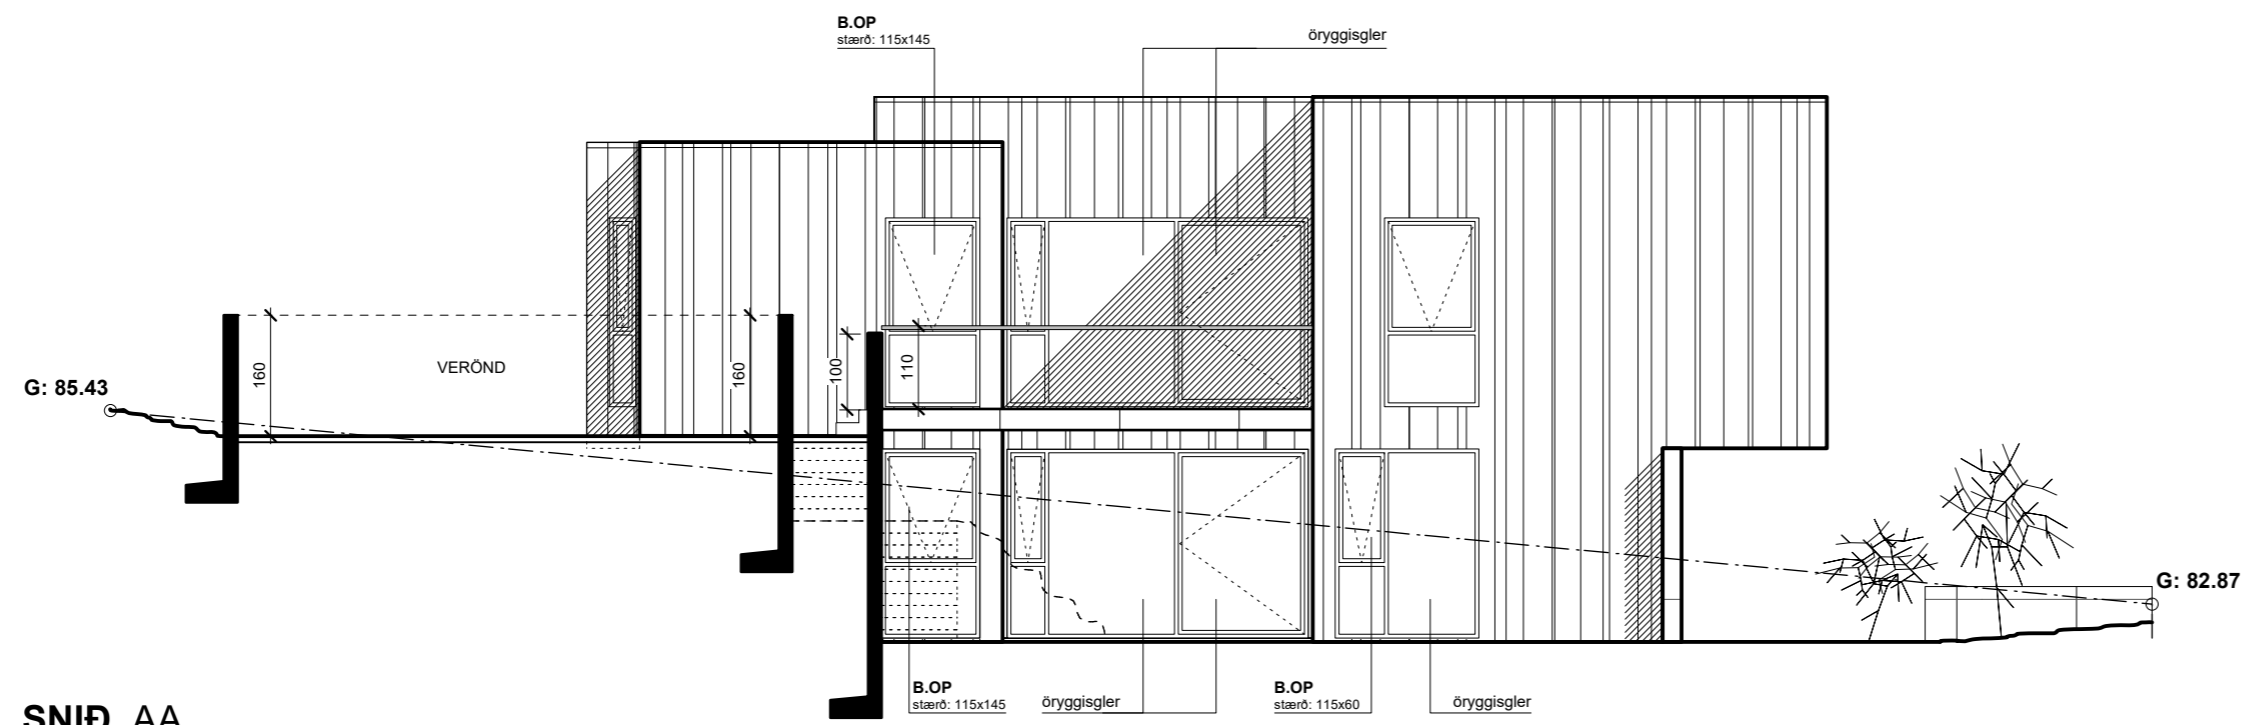 B.OP
stærð: 115x145
öryggisgler
160
VERÖND
160
100
110
G: 85.43
G: 82.87
B.OP
stærð: 115x145
öryggisgler
B.OP
stærð: 115x60
öryggisgler
SNIÐ AA